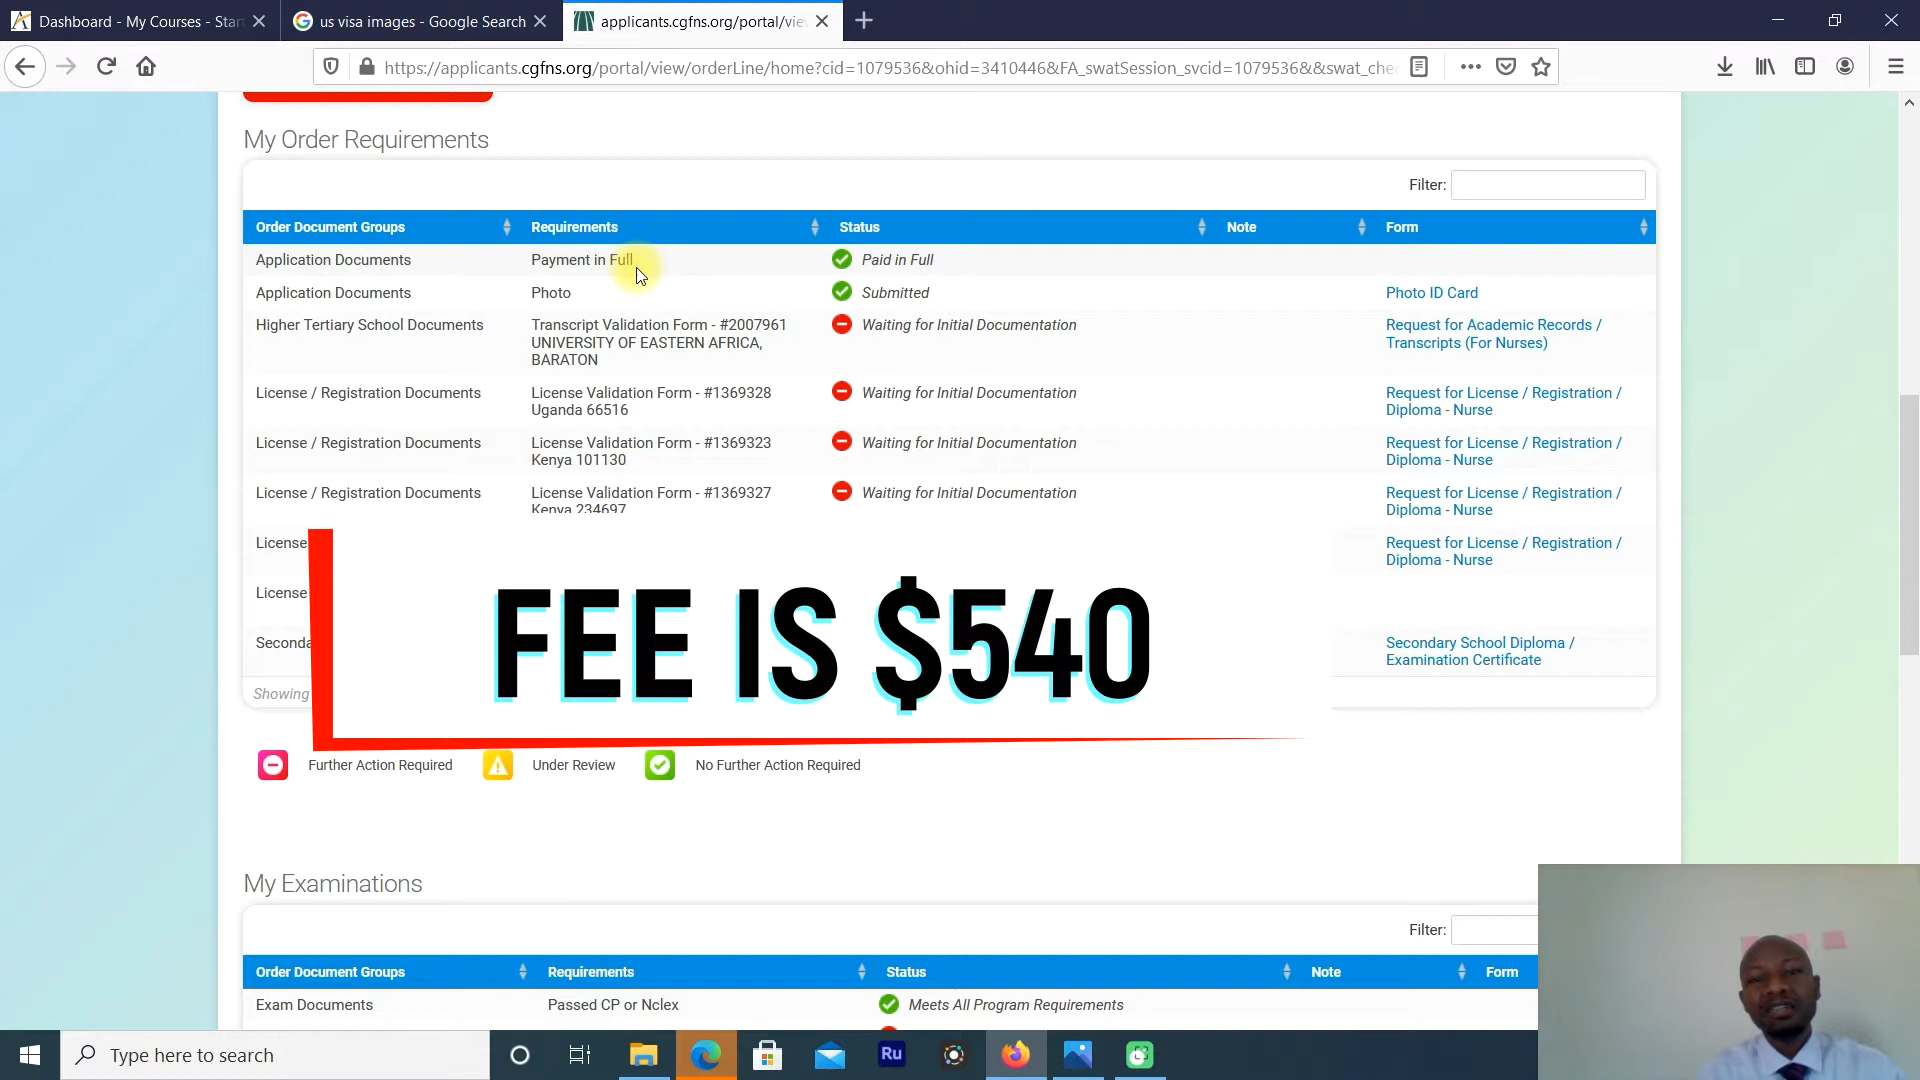 Dashboard - My Courses - Star
us visa images - Google Search
applicants.cgfns.org/portal/vie
https://applicants.cgfns.org/portal/view/orderLine/home?cid=1079536&ohid=3410446&FA_swatSession_svcid=1079536&&swat_chec
My Order Requirements
Filter:
Order Document Groups Requirements Status Note Form
Application Documents Payment in Full Paid in Full
Application Documents Photo Submitted Photo ID Card
Higher Tertiary School Documents Transcript Validation Form - #2007961 Waiting for Initial Documentation Request for Academic Records /
UNIVERSITY OF EASTERN AFRICA, Transcripts (For Nurses)
BARATON
License / Registration Documents License Validation Form - #1369328 Waiting for Initial Documentation Request for License / Registration /
Uganda 66516 Diploma - Nurse
License / Registration Documents License Validation Form - #1369323 Waiting for Initial Documentation Request for License / Registration /
Kenya 101130 Diploma - Nurse
License / Registration Documents License Validation Form - #1369327 Waiting for Initial Documentation Request for License / Registration /
Kenya 234697 Diploma - Nurse
License Request for License / Registration /
Diploma - Nurse
License
FEE IS $540
Seconda Secondary School Diploma /
Examination Certificate
Showing
Further Action Required Under Review No Further Action Required
My Examinations
Filter:
Order Document Groups Requirements Status Note Form
Exam Documents Passed CP or Nclex Meets All Program Requirements
Type here to search
Ru